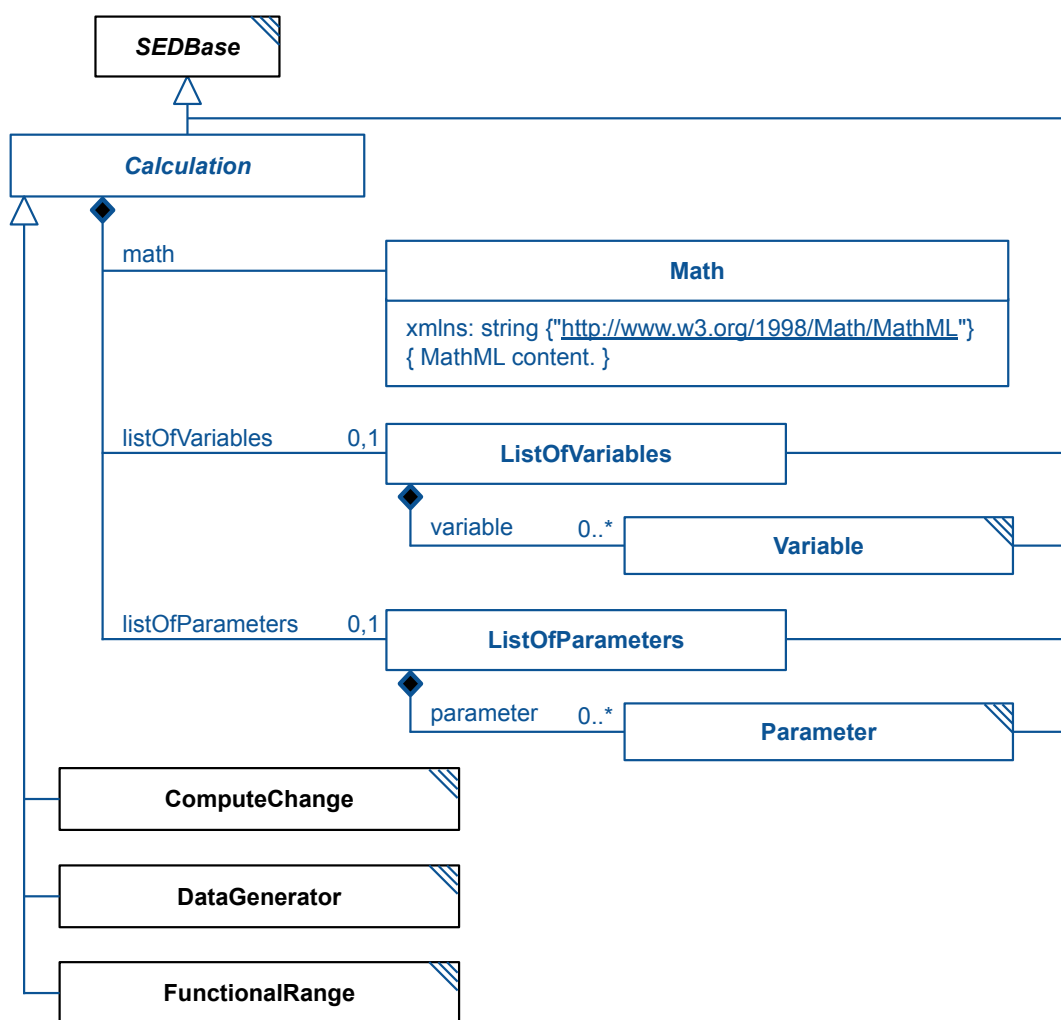 SEDBase
Calculation
math
Math
xmlns: string {"http://www.w3.org/1998/Math/MathML"}
{ MathML content. }
listOfVariables 0,1
ListOfVariables
variable 0..*
Variable
listOfParameters 0,1
ListOfParameters
parameter 0..*
Parameter
ComputeChange
DataGenerator
FunctionalRange